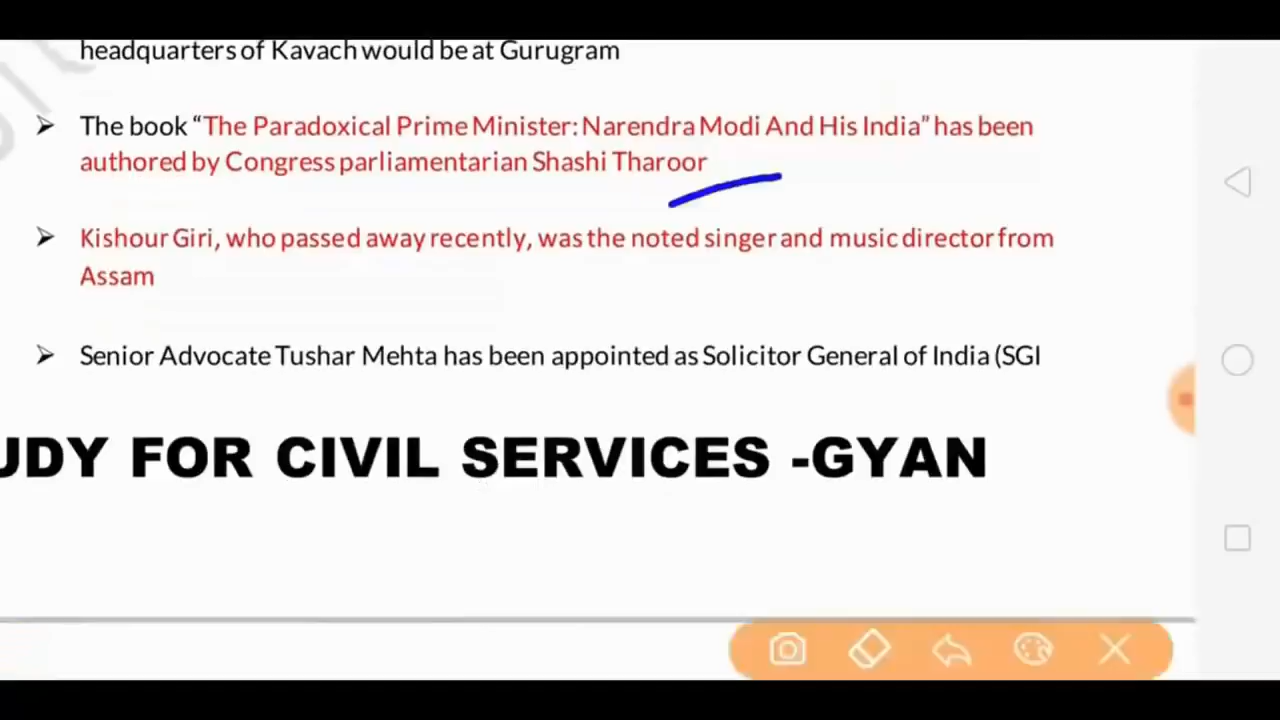 headquarters of Kavach would be at Gurugram
The book “The Paradoxical Prime Minister: Narendra Modi And His India” has been
authored by Congress parliamentarian Shashi Tharoor
Kishour Giri, who passed away recently, was the noted singer and music director from
Assam
Senior Advocate Tushar Mehta has been appointed as Solicitor General of India (SGI
UDY FOR CIVIL SERVICES -GYAN